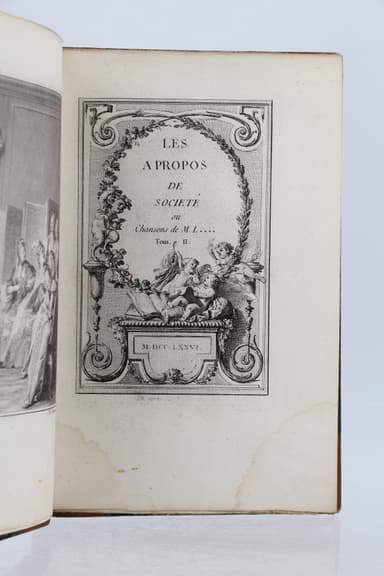 LES
A PROPOS
DE
SOCIETÉ
ou
Chansons de M. L....
Tom. II.
M.DCC.LXXVI.